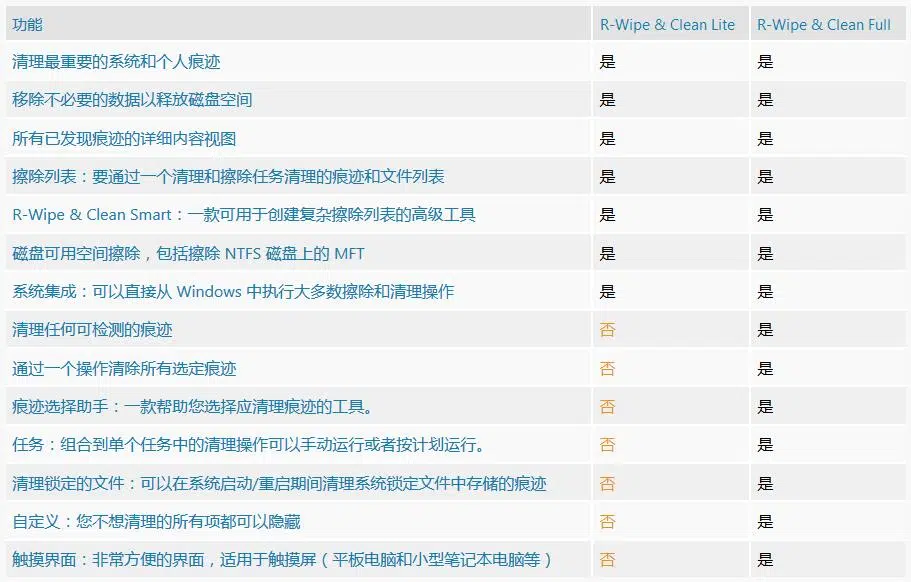 功能 R-Wipe & Clean Lite R-Wipe & Clean Full
清理最重要的系统和个人痕迹 是 是
移除不必要的数据以释放磁盘空间 是 是
所有已发现痕迹的详细内容视图 是 是
擦除列表：要通过一个清理和擦除任务清理的痕迹和文件列表 是 是
R-Wipe & Clean Smart：一款可用于创建复杂擦除列表的高级工具 是 是
磁盘可用空间擦除，包括擦除 NTFS 磁盘上的 MFT 是 是
系统集成：可以直接从 Windows 中执行大多数擦除和清理操作 是 是
清理任何可检测的痕迹 否 是
通过一个操作清除所有选定痕迹 否 是
痕迹选择助手：一款帮助您选择应清理痕迹的工具。 否 是
任务：组合到单个任务中的清理操作可以手动运行或者按计划运行。 否 是
清理锁定的文件：可以在系统启动/重启期间清理系统锁定文件中存储的痕迹 否 是
自定义：您不想清理的所有项都可以隐藏 否 是
触摸界面：非常方便的界面，适用于触摸屏（平板电脑和小型笔记本电脑等） 否 是